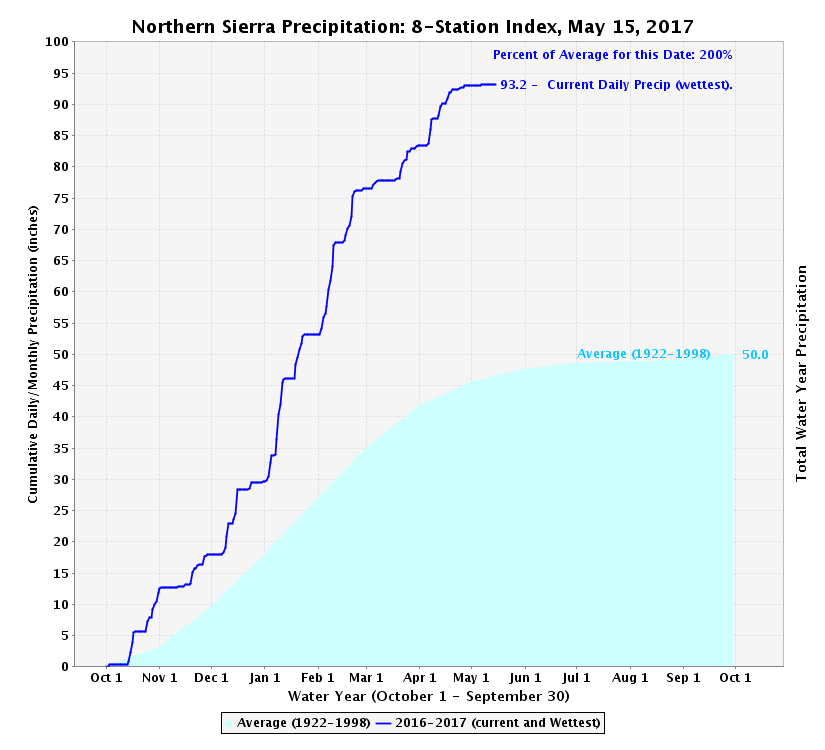 Northern Sierra Precipitation: 8-Station Index, May 15, 2017
Percent of Average for this Date: 200%
93.2 - Current Daily Precip (wettest).
100
95
90
85
80
75
70
65
60
55
50
45
40
35
30
25
20
15
10
5
0
Cumulative Daily/Monthly Precipitation (inches)
Average (1922-1998)
50.0
Total Water Year Precipitation
Oct 1 Nov 1 Dec 1 Jan 1 Feb 1 Mar 1 Apr 1 May 1 Jun 1 Jul 1 Aug 1 Sep 1 Oct 1
Water Year (October 1 - September 30)
Average (1922-1998) 2016-2017 (current and Wettest)